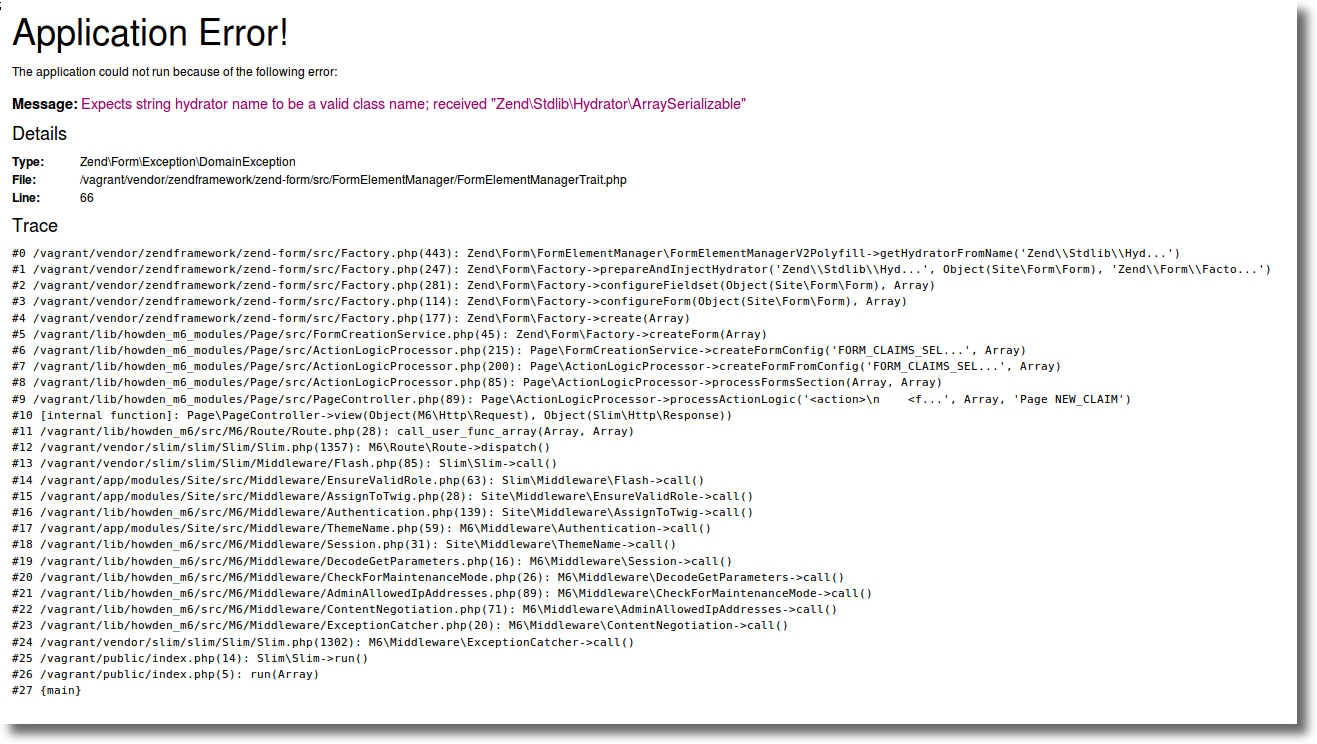 Application Error!
The application could not run because of the following error:
Message: Expects string hydrator name to be a valid class name; received "Zend\Stdlib\Hydrator\ArraySerializable"
Details
Type: Zend\Form\Exception\DomainException
File: /vagrant/vendor/zendframework/zend-form/src/FormElementManager/FormElementManagerTrait.php
Line: 66
Trace
#0 /vagrant/vendor/zendframework/zend-form/src/Factory.php(443): Zend\Form\FormElementManager\FormElementManagerV2Polyfill->getHydratorFromName('Zend\\Stdlib\\Hyd...')
#1 /vagrant/vendor/zendframework/zend-form/src/Factory.php(247): Zend\Form\Factory->prepareAndInjectHydrator('Zend\\Stdlib\\Hyd...', Object(Site\Form\Form), 'Zend\\Form\\Facto...')
#2 /vagrant/vendor/zendframework/zend-form/src/Factory.php(281): Zend\Form\Factory->configureFieldset(Object(Site\Form\Form), Array)
#3 /vagrant/vendor/zendframework/zend-form/src/Factory.php(114): Zend\Form\Factory->configureForm(Object(Site\Form\Form), Array)
#4 /vagrant/vendor/zendframework/zend-form/src/Factory.php(177): Zend\Form\Factory->create(Array)
#5 /vagrant/lib/howden_m6_modules/Page/src/FormCreationService.php(45): Zend\Form\Factory->createForm(Array)
#6 /vagrant/lib/howden_m6_modules/Page/src/ActionLogicProcessor.php(215): Page\FormCreationService->createFormConfig('FORM_CLAIMS_SEL...', Array)
#7 /vagrant/lib/howden_m6_modules/Page/src/ActionLogicProcessor.php(200): Page\ActionLogicProcessor->createFormFromConfig('FORM_CLAIMS_SEL...', Array)
#8 /vagrant/lib/howden_m6_modules/Page/src/ActionLogicProcessor.php(85): Page\ActionLogicProcessor->processFormsSection(Array, Array)
#9 /vagrant/lib/howden_m6_modules/Page/src/PageController.php(89): Page\ActionLogicProcessor->processActionLogic('<action>\n    <f...', Array, 'Page NEW_CLAIM')
#10 [internal function]: Page\PageController->view(Object(M6\Http\Request), Object(Slim\Http\Response))
#11 /vagrant/lib/howden_m6/src/M6/Route/Route.php(28): call_user_func_array(Array, Array)
#12 /vagrant/vendor/slim/slim/Slim/Slim.php(1357): M6\Route\Route->dispatch()
#13 /vagrant/vendor/slim/slim/Slim/Middleware/Flash.php(85): Slim\Slim->call()
#14 /vagrant/app/modules/Site/src/Middleware/EnsureValidRole.php(63): Slim\Middleware\Flash->call()
#15 /vagrant/app/modules/Site/src/Middleware/AssignToTwig.php(28): Site\Middleware\EnsureValidRole->call()
#16 /vagrant/lib/howden_m6/src/M6/Middleware/Authentication.php(139): Site\Middleware\AssignToTwig->call()
#17 /vagrant/app/modules/Site/src/Middleware/ThemeName.php(59): M6\Middleware\Authentication->call()
#18 /vagrant/lib/howden_m6/src/M6/Middleware/Session.php(31): Site\Middleware\ThemeName->call()
#19 /vagrant/lib/howden_m6/src/M6/Middleware/DecodeGetParameters.php(16): M6\Middleware\Session->call()
#20 /vagrant/lib/howden_m6/src/M6/Middleware/CheckForMaintenanceMode.php(26): M6\Middleware\DecodeGetParameters->call()
#21 /vagrant/lib/howden_m6/src/M6/Middleware/AdminAllowedIpAddresses.php(89): M6\Middleware\CheckForMaintenanceMode->call()
#22 /vagrant/lib/howden_m6/src/M6/Middleware/ContentNegotiation.php(71): M6\Middleware\AdminAllowedIpAddresses->call()
#23 /vagrant/lib/howden_m6/src/M6/Middleware/ExceptionCatcher.php(20): M6\Middleware\ContentNegotiation->call()
#24 /vagrant/vendor/slim/slim/Slim/Slim.php(1302): M6\Middleware\ExceptionCatcher->call()
#25 /vagrant/public/index.php(14): Slim\Slim->run()
#26 /vagrant/public/index.php(5): run(Array)
#27 {main}